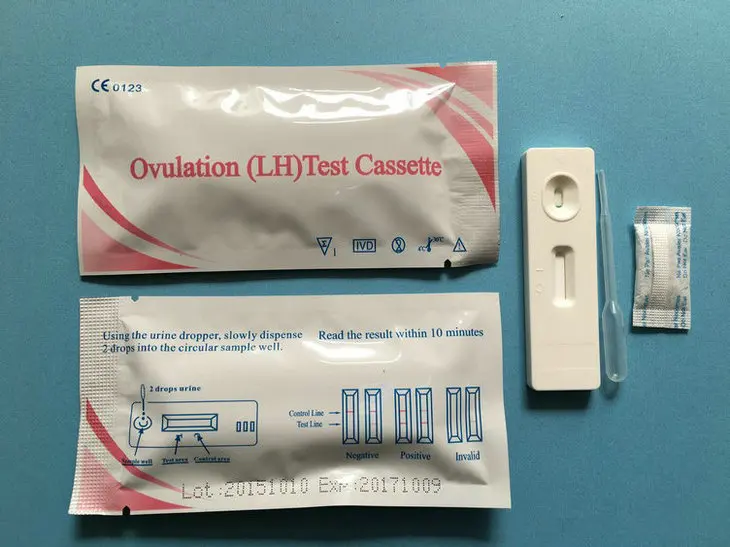 CE 0123
Ovulation (LH)Test Cassette
1
IVD
Using the urine dropper, slowly dispense
2 drops into the circular sample well.
Read the result within 10 minutes
2 drops urine
Control Line
Test Line
Sample well
Test area
Control area
Negative
Positive
Invalid
Lot:20151010 Exp:20171009